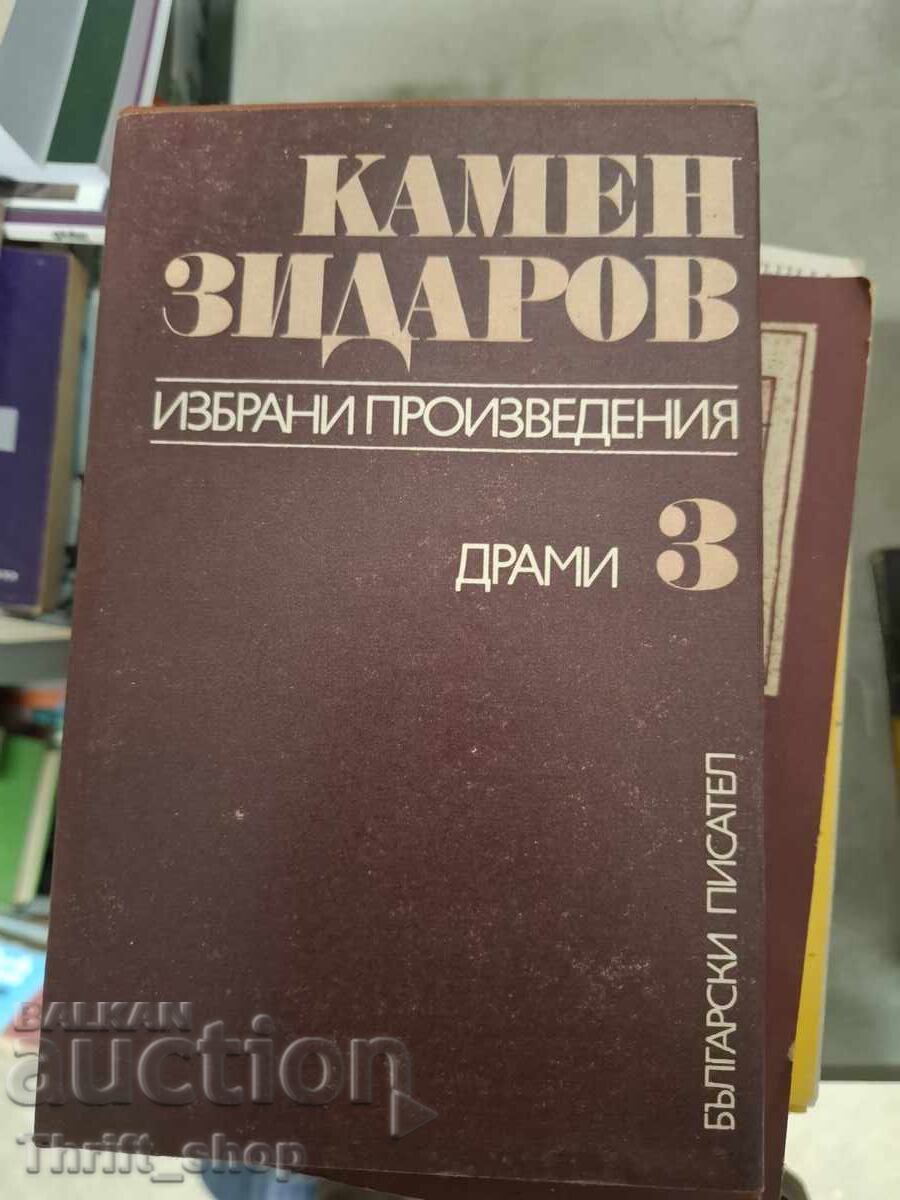 КАМЕН
ЗИДАРОВ
ИЗБРАНИ ПРОИЗВЕДЕНИЯ
ДРАМИ 3
БЪЛГАРСКИ ПИСАТЕЛ
BALKAN
auction
Thrift_shop